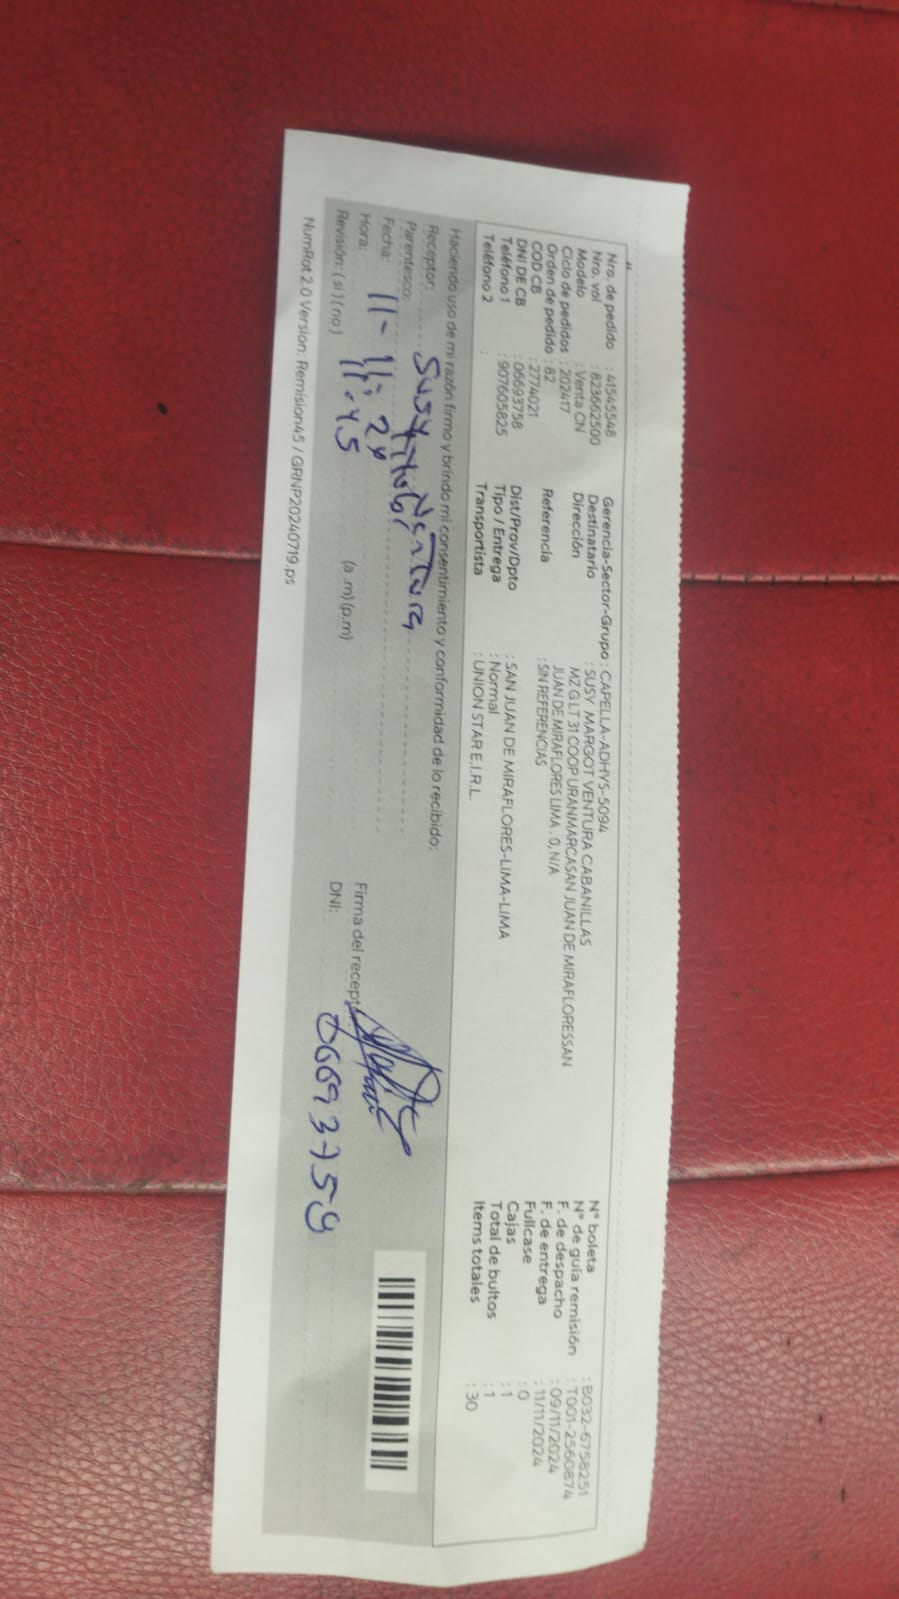 Nro. de pedido : 41545548
Nro. vol : 823662500
Modelo : Venta CN
Ciclo de pedidos : 202417
Orden de pedido : 82
COD CB : 2774021
DNI DE CB : 06693758
Teléfono 1 : 907605825
Teléfono 2 :
Gerencia-Sector-Grupo : CAPELLA-ADHYS-5094
Destinatario : SUSY MARGOT VENTURA CABANILLAS
Dirección MZ G LT 31 COOP URANMARCASAN JUAN DE MIRAFLORESSAN
JUAN DE MIRAFLORES LIMA . 0, N/A
Referencia : SIN REFERENCIAS
Dist/Prov/Dpto : SAN JUAN DE MIRAFLORES-LIMA-LIMA
Tipo / Entrega : Normal
Transportista : UNION STAR E.I.R.L.
N° boleta : B032-6758251
N° de guía remisión : T001-2560874
F. de despacho : 09/11/2024
F. de entrega : 11/11/2024
Fullcase : 0
Cajas : 1
Total de bultos : 1
Items totales : 30
Haciendo uso de mi razón firmo y brindo mi consentimiento y conformidad de lo recibido:
Receptor: Susy Ventura
Parentesco:
Fecha: 11- 11- 24
Hora: 11:45 (a.m)(p.m)
Revisión: ( si ) ( no )
Firma del receptor:
DNI:
NumRot 2.0 Version: Remision45 / GRNP20240719.ps